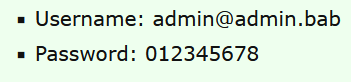 ▪ Username: admin@admin.bab
▪ Password: 012345678